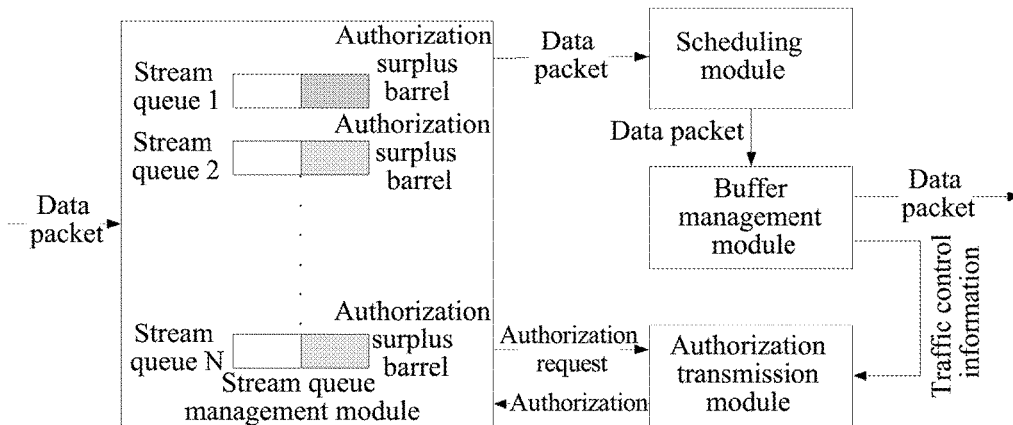 Authorization
surplus
barrel
Stream
queue 1
Authorization
surplus
barrel
Stream
queue 2
Data
packet
Authorization
surplus
barrel
Stream
queue N
Stream queue
management module
Data
packet
Scheduling
module
Data packet
Buffer
management
module
Data
packet
Traffic control
information
Authorization
request
Authorization
transmission
module
Authorization